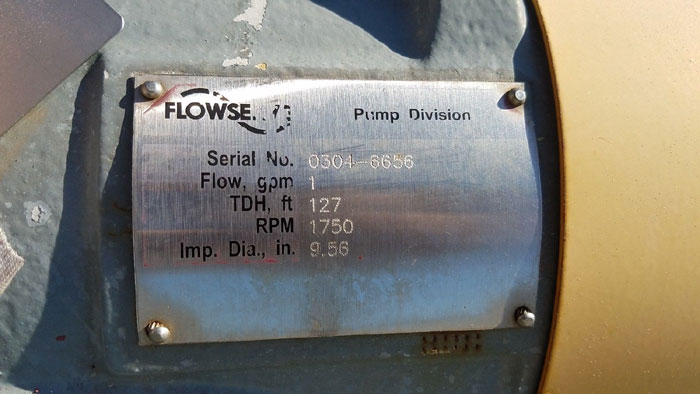 FLOWSE
Pump Division
Serial No. 0304-6656
Flow, gpm 1
TDH, ft 127
RPM 1750
Imp. Dia., in. 9.56